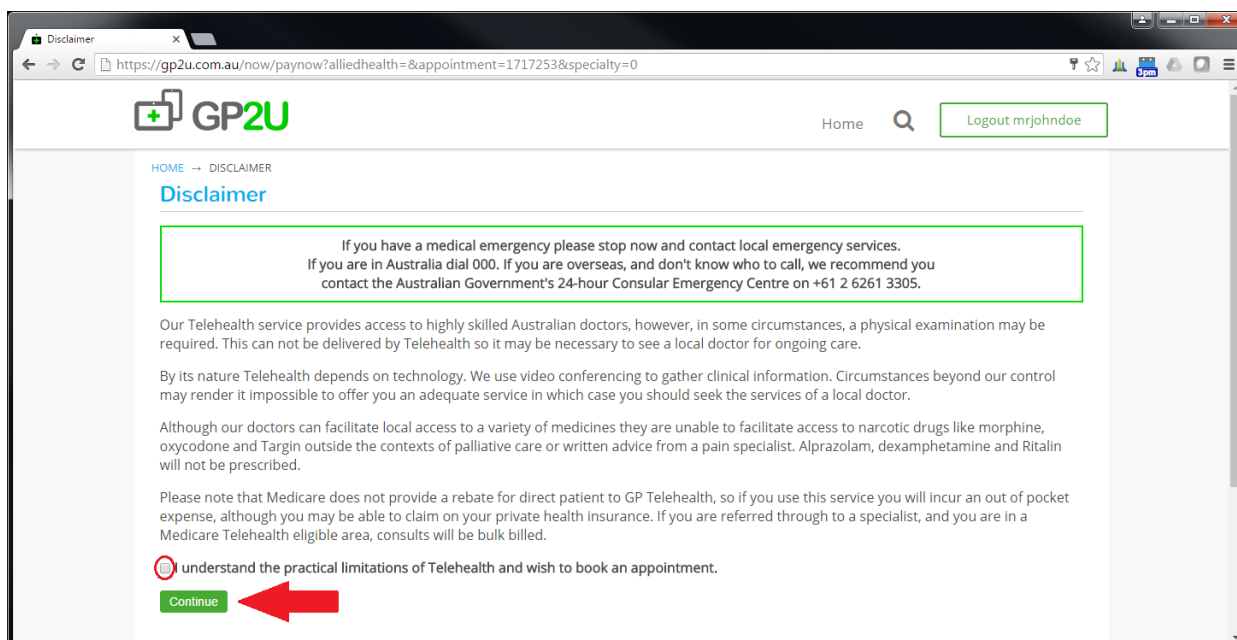 Disclaimer
https://gp2u.com.au/now/paynow?alliedhealth=&appointment=1717253&specialty=0
3pm
GP2U
Home
Logout mrjohndoe
HOME → DISCLAIMER
Disclaimer
If you have a medical emergency please stop now and contact local emergency services.
If you are in Australia dial 000. If you are overseas, and don't know who to call, we recommend you
contact the Australian Government's 24-hour Consular Emergency Centre on +61 2 6261 3305.
Our Telehealth service provides access to highly skilled Australian doctors, however, in some circumstances, a physical examination may be
required. This can not be delivered by Telehealth so it may be necessary to see a local doctor for ongoing care.
By its nature Telehealth depends on technology. We use video conferencing to gather clinical information. Circumstances beyond our control
may render it impossible to offer you an adequate service in which case you should seek the services of a local doctor.
Although our doctors can facilitate local access to a variety of medicines they are unable to facilitate access to narcotic drugs like morphine,
oxycodone and Targin outside the contexts of palliative care or written advice from a pain specialist. Alprazolam, dexamphetamine and Ritalin
will not be prescribed.
Please note that Medicare does not provide a rebate for direct patient to GP Telehealth, so if you use this service you will incur an out of pocket
expense, although you may be able to claim on your private health insurance. If you are referred through to a specialist, and you are in a
Medicare Telehealth eligible area, consults will be bulk billed.
I understand the practical limitations of Telehealth and wish to book an appointment.
Continue